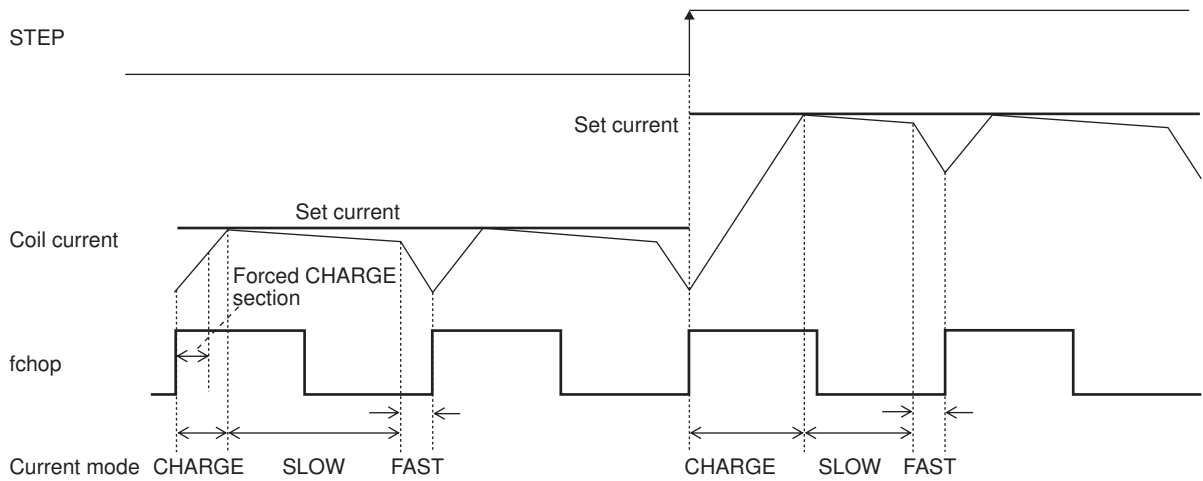 STEP
Set current
Set current
Coil current
Forced CHARGE
section
fchop
Current mode CHARGE SLOW FAST CHARGE SLOW FAST